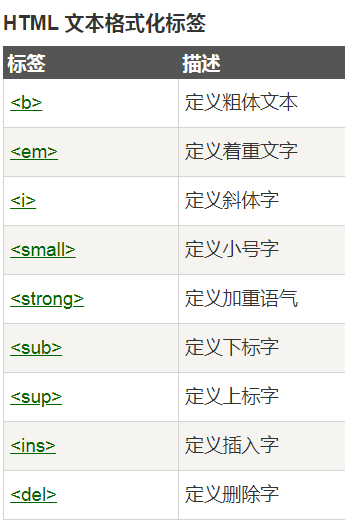 HTML 文本格式化标签
标签 描述
<b> 定义粗体文本
<em> 定义着重文字
<i> 定义斜体字
<small> 定义小号字
<strong> 定义加重语气
<sub> 定义下标字
<sup> 定义上标字
<ins> 定义插入字
<del> 定义删除字